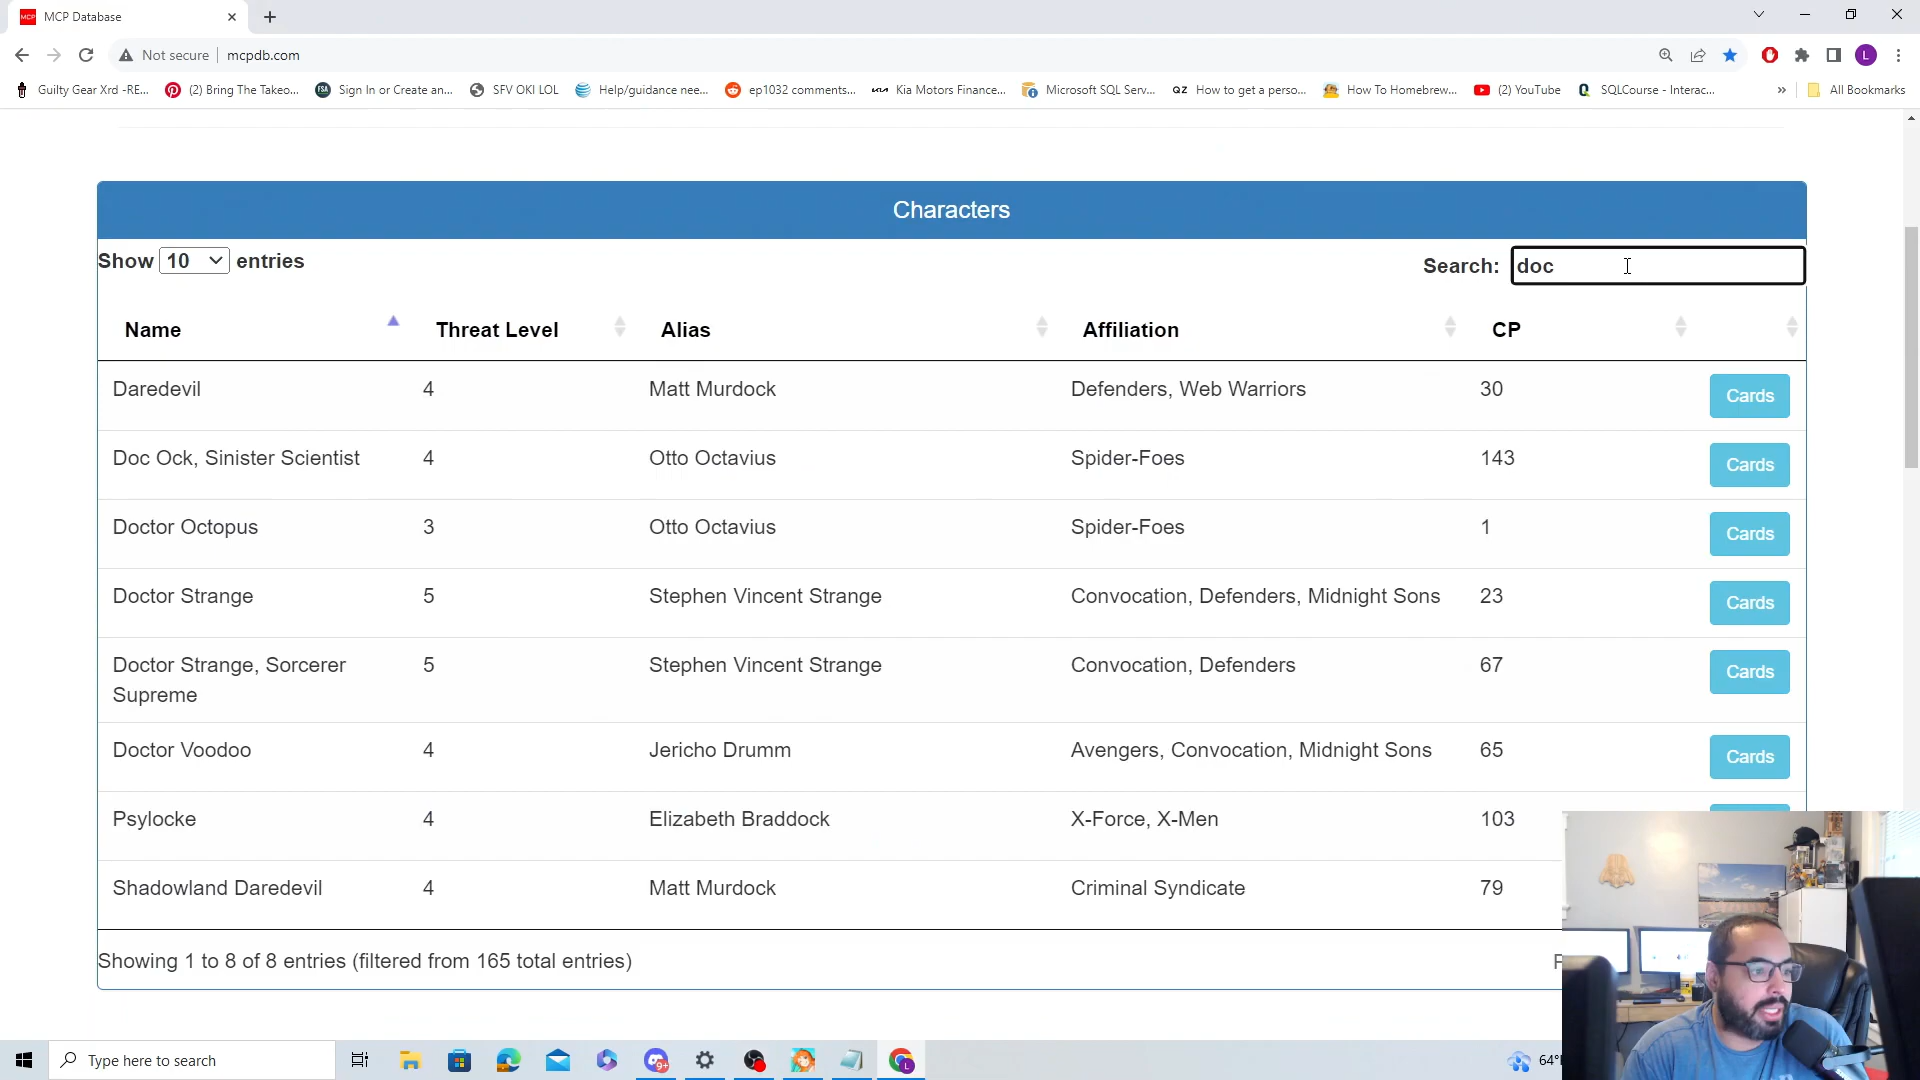 MCP Database
Not secure
mcpdb.com
L
Guilty Gear Xrd -RE...
(2) Bring The Takeo...
FSA
Sign In or Create an...
SFV OKI LOL
Help/guidance nee...
ep1032 comments...
Kia Motors Finance...
Microsoft SQL Serv...
QZ
How to get a perso...
How To Homebrew...
(2) YouTube
SQLCourse - Interac...
»
All Bookmarks
Characters
Show 10 entries
Search: doc
Name Threat Level Alias Affiliation CP
Daredevil 4 Matt Murdock Defenders, Web Warriors 30 Cards
Doc Ock, Sinister Scientist 4 Otto Octavius Spider-Foes 143 Cards
Doctor Octopus 3 Otto Octavius Spider-Foes 1 Cards
Doctor Strange 5 Stephen Vincent Strange Convocation, Defenders, Midnight Sons 23 Cards
Doctor Strange, Sorcerer 5 Stephen Vincent Strange Convocation, Defenders 67 Cards
Supreme
Doctor Voodoo 4 Jericho Drumm Avengers, Convocation, Midnight Sons 65 Cards
Psylocke 4 Elizabeth Braddock X-Force, X-Men 103
Shadowland Daredevil 4 Matt Murdock Criminal Syndicate 79
Showing 1 to 8 of 8 entries (filtered from 165 total entries)
Type here to search
9+
L
64°